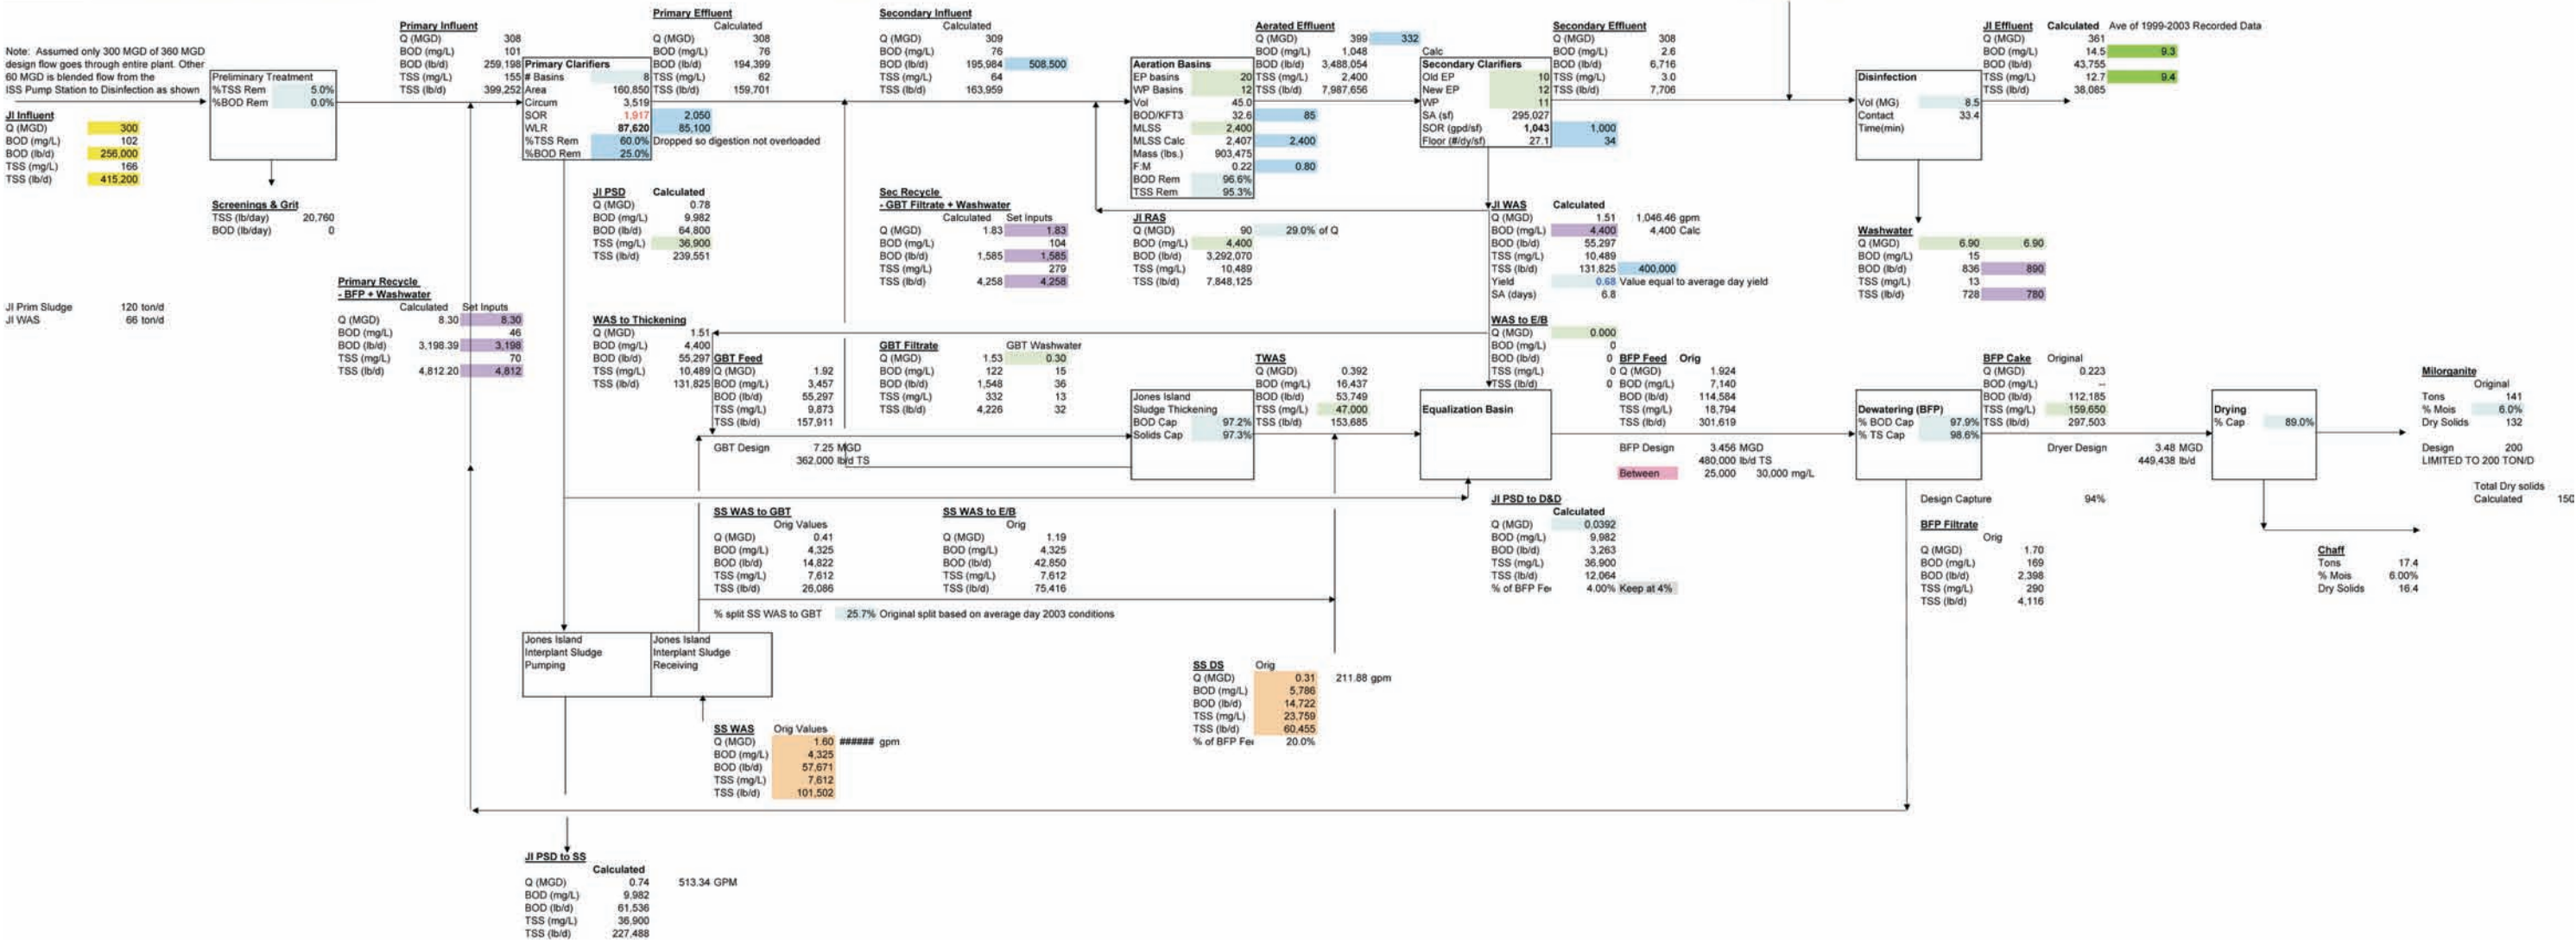 Note: Assumed only 300 MGD of 360 MGD
design flow goes through entire plant. Other
60 MGD is blended flow from the
ISS Pump Station to Disinfection as shown
JI Influent
Q (MGD) 300
BOD (mg/L) 102
BOD (lb/d) 256,000
TSS (mg/L) 166
TSS (lb/d) 415,200
Preliminary Treatment
%TSS Rem 5.0%
%BOD Rem 0.0%
Screenings & Grit
TSS (lb/day) 20,760
BOD (lb/day) 0
Primary Influent
Q (MGD) 308
BOD (mg/L) 101
BOD (lb/d) 259,198
TSS (mg/L) 155
TSS (lb/d) 399,252
Primary Clarifiers
# Basins 8
Area 160,850
Circum 3,519
SOR 1,917 2,050
WLR 87,620 85,100
%TSS Rem 60.0% Dropped so digestion not overloaded
%BOD Rem 25.0%
Primary Effluent
Calculated
Q (MGD) 308
BOD (mg/L) 76
BOD (lb/d) 194,399
TSS (mg/L) 62
TSS (lb/d) 159,701
Secondary Influent
Calculated
Q (MGD) 309
BOD (mg/L) 76
BOD (lb/d) 195,984 508,500
TSS (mg/L) 64
TSS (lb/d) 163,959
Aeration Basins
EP basins 20
WP Basins 12
Vol 45.0
BOD/KFT3 32.6 85
MLSS 2,400
MLSS Calc 2,407 2,400
Mass (lbs.) 903,475
F:M 0.22 0.80
BOD Rem 96.6%
TSS Rem 95.3%
Aerated Effluent
Q (MGD) 399 332
BOD (mg/L) 1,048
BOD (lb/d) 3,488,054
TSS (mg/L) 2,400
TSS (lb/d) 7,987,656
Calc
Secondary Clarifiers
Old EP 10
New EP 12
WP 11
SA (sf) 295,027
SOR (gpd/sf) 1,043 1,000
Floor (#/dy/sf) 27.1 34
Secondary Effluent
Q (MGD) 308
BOD (mg/L) 2.6
BOD (lb/d) 6,716
TSS (mg/L) 3.0
TSS (lb/d) 7,706
Disinfection
Vol (MG) 8.5
Contact 33.4
Time(min)
JI Effluent Calculated Ave of 1999-2003 Recorded Data
Q (MGD) 361
BOD (mg/L) 14.5 9.3
BOD (lb/d) 43,755
TSS (mg/L) 12.7 9.4
TSS (lb/d) 38,085
JI PSD Calculated
Q (MGD) 0.78
BOD (mg/L) 9,982
BOD (lb/d) 64,800
TSS (mg/L) 36,900
TSS (lb/d) 239,551
Sec Recycle
- GBT Filtrate + Washwater
Calculated Set Inputs
Q (MGD) 1.83 1.83
BOD (mg/L) 104
BOD (lb/d) 1,585 1,585
TSS (mg/L) 279
TSS (lb/d) 4,258 4,258
JI RAS
Q (MGD) 90 29.0% of Q
BOD (mg/L) 4,400
BOD (lb/d) 3,292,070
TSS (mg/L) 10,489
TSS (lb/d) 7,848,125
JI WAS Calculated
Q (MGD) 1.51 1,046.46 gpm
BOD (mg/L) 4,400 4,400 Calc
BOD (lb/d) 55,297
TSS (mg/L) 10,489
TSS (lb/d) 131,825 400,000
Yield 0.68 Value equal to average day yield
SA (days) 6.8
Washwater
Q (MGD) 6.90 6.90
BOD (mg/L) 15
BOD (lb/d) 836 890
TSS (mg/L) 13
TSS (lb/d) 728 780
JI Prim Sludge 120 ton/d
JI WAS 66 ton/d
Primary Recycle
- BFP + Washwater
Calculated Set Inputs
Q (MGD) 8.30 8.30
BOD (mg/L) 46
BOD (lb/d) 3,198.39 3,198
TSS (mg/L) 70
TSS (lb/d) 4,812.20 4,812
WAS to Thickening
Q (MGD) 1.51
BOD (mg/L) 4,400
BOD (lb/d) 55,297
TSS (mg/L) 10,489
TSS (lb/d) 131,825
GBT Feed
Q (MGD) 1.92
BOD (mg/L) 3,457
BOD (lb/d) 55,297
TSS (mg/L) 9,873
TSS (lb/d) 157,911
GBT Design 7.25 MGD
362,000 lb/d TS
GBT Filtrate GBT Washwater
Q (MGD) 1.53 0.30
BOD (mg/L) 122 15
BOD (lb/d) 1,548 36
TSS (mg/L) 332 13
TSS (lb/d) 4,226 32
Jones Island
Sludge Thickening
BOD Cap 97.2%
Solids Cap 97.3%
TWAS
Q (MGD) 0.392
BOD (mg/L) 16,437
BOD (lb/d) 53,749
TSS (mg/L) 47,000
TSS (lb/d) 153,685
WAS to E/B
Q (MGD) 0.000
BOD (mg/L) 0
BOD (lb/d) 0
TSS (mg/L) 0
TSS (lb/d) 0
Equalization Basin
BFP Feed Orig
Q (MGD) 1.924
BOD (mg/L) 7,140
BOD (lb/d) 114,584
TSS (mg/L) 18,794
TSS (lb/d) 301,619
BFP Design 3.456 MGD
480,000 lb/d TS
Between 25,000 30,000 mg/L
Dewatering (BFP)
% BOD Cap 97.9%
% TS Cap 98.6%
BFP Cake Original
Q (MGD) 0.223
BOD (mg/L) --
BOD (lb/d) 112,185
TSS (mg/L) 159,650
TSS (lb/d) 297,503
Dryer Design 3.48 MGD
449,438 lb/d
Drying
% Cap 89.0%
Milorganite
Original
Tons 141
% Mois 6.0%
Dry Solids 132
Design 200
LIMITED TO 200 TON/D
Total Dry solids
Calculated 150
Design Capture 94%
BFP Filtrate
Orig
Q (MGD) 1.70
BOD (mg/L) 169
BOD (lb/d) 2,398
TSS (mg/L) 290
TSS (lb/d) 4,116
Chaff
Tons 17.4
% Mois 6.00%
Dry Solids 16.4
SS WAS to GBT
Orig Values
Q (MGD) 0.41
BOD (mg/L) 4,325
BOD (lb/d) 14,822
TSS (mg/L) 7,612
TSS (lb/d) 26,086
SS WAS to E/B
Orig
Q (MGD) 1.19
BOD (mg/L) 4,325
BOD (lb/d) 42,850
TSS (mg/L) 7,612
TSS (lb/d) 75,416
% split SS WAS to GBT 25.7% Original split based on average day 2003 conditions
JI PSD to D&D
Calculated
Q (MGD) 0.0392
BOD (mg/L) 9,982
BOD (lb/d) 3,263
TSS (mg/L) 36,900
TSS (lb/d) 12,064
% of BFP Fe 4.00% Keep at 4%
Jones Island
Interplant Sludge
Pumping
Jones Island
Interplant Sludge
Receiving
SS DS Orig
Q (MGD) 0.31 211.88 gpm
BOD (mg/L) 5,786
BOD (lb/d) 14,722
TSS (mg/L) 23,759
TSS (lb/d) 60,455
% of BFP Fe 20.0%
SS WAS Orig Values
Q (MGD) 1.60 ###### gpm
BOD (mg/L) 4,325
BOD (lb/d) 57,671
TSS (mg/L) 7,612
TSS (lb/d) 101,502
JI PSD to SS
Calculated
Q (MGD) 0.74 513.34 GPM
BOD (mg/L) 9,982
BOD (lb/d) 61,536
TSS (mg/L) 36,900
TSS (lb/d) 227,488